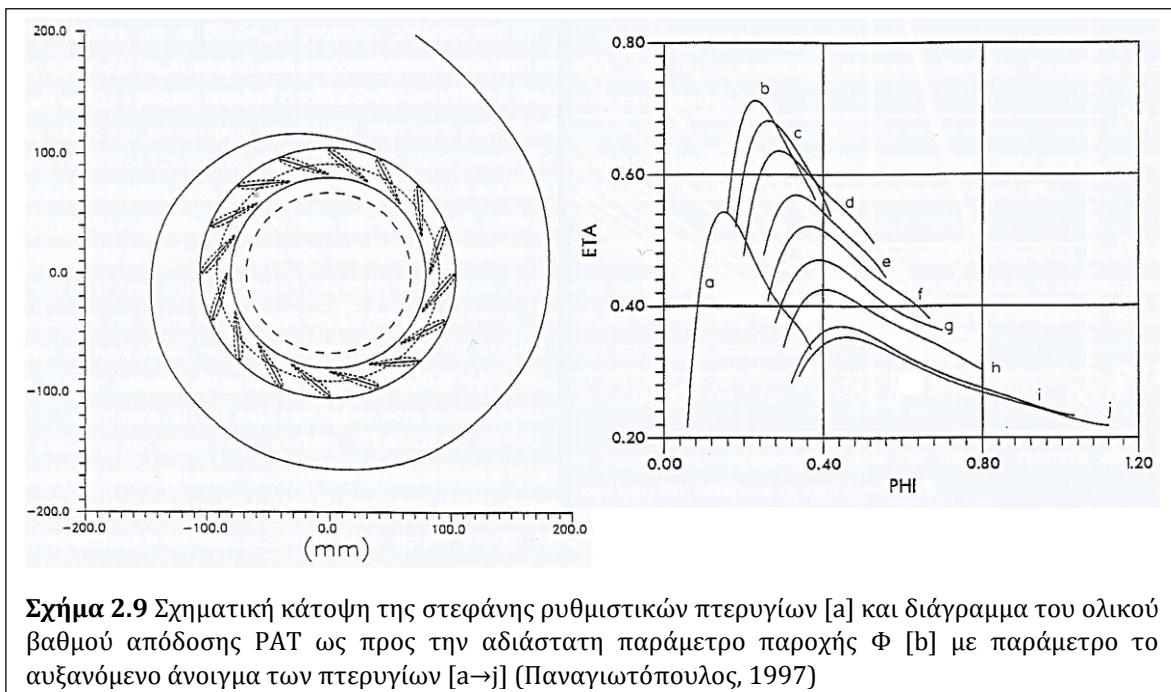 200.0
100.0
0.0
-100.0
-200.0
-200.0 -100.0 0.0 100.0 200.0
(mm)
0.80
0.60
0.40
0.20
ETA
a
b
c
d
e
f
g
h
i
j
0.00 0.40 0.80 1.20
PHI
Σχήμα 2.9 Σχηματική κάτοψη της στεφάνης ρυθμιστικών πτερυγίων [a] και διάγραμμα του ολικού
βαθμού απόδοσης PAT ως προς την αδιάστατη παράμετρο παροχής Φ [b] με παράμετρο το
αυξανόμενο άνοιγμα των πτερυγίων [a→j] (Παναγιωτόπουλος, 1997)